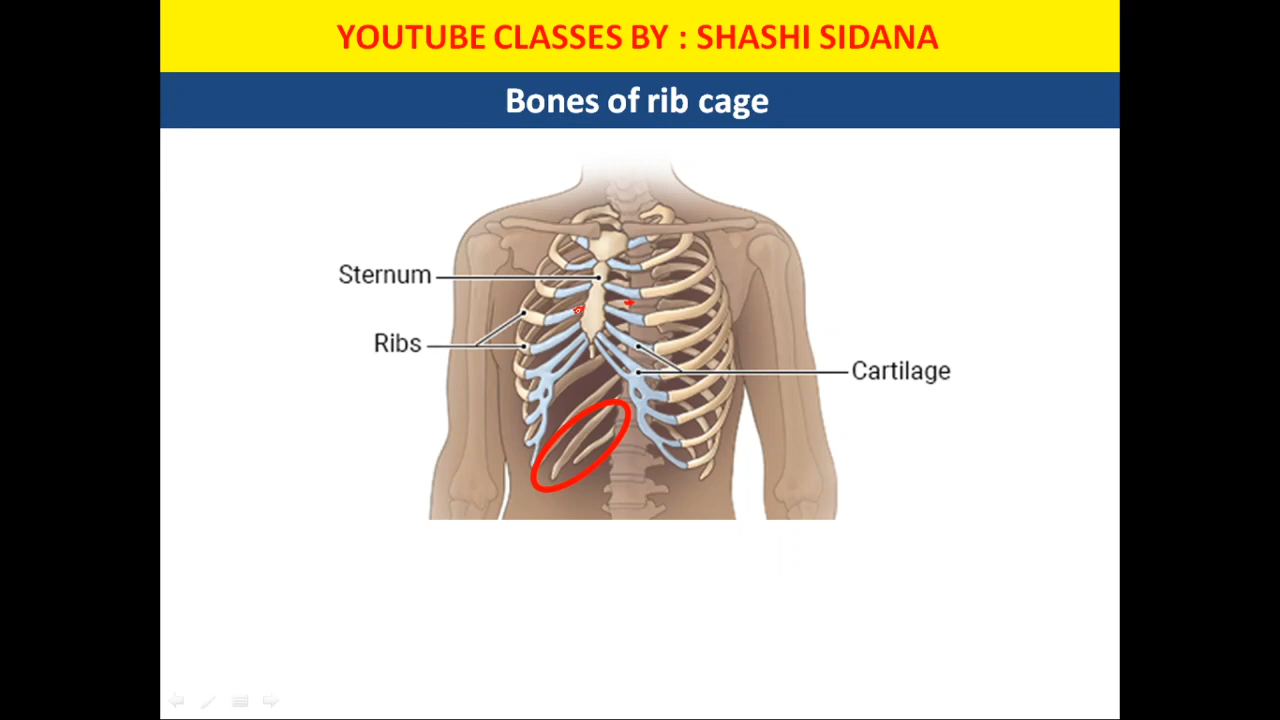 YOUTUBE CLASSES BY : SHASHI SIDANA
Bones of rib cage
Sternum
Ribs
Cartilage